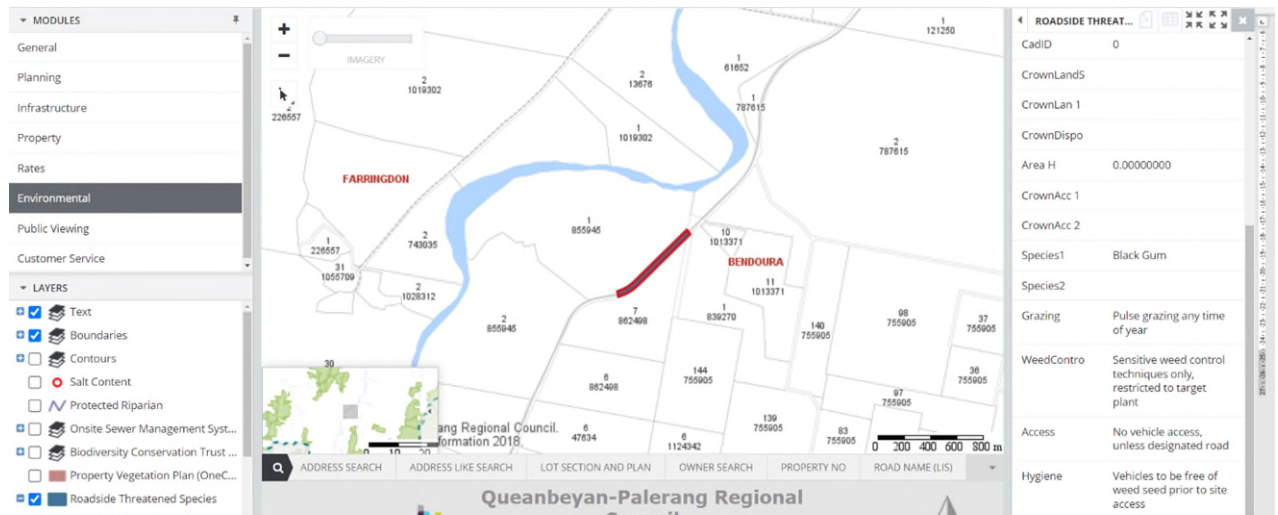 MODULES
General
Planning
Infrastructure
Property
Rates
Environmental
Public Viewing
Customer Service
LAYERS
Text
Boundaries
Contours
Salt Content
Protected Riparian
Onsite Sewer Management Syst...
Biodiversity Conservation Trust ...
Property Vegetation Plan (OneC...
Roadside Threatened Species
IMAGERY
1
121250
1
61652
2
13676
2
1019302
1
787615
2
226557
1
1019302
2
787615
FARRINGDON
1
855945
10
1013371
1
226557
2
743035
BENDOURA
31
1055709
11
1013371
2
1028312
7
862498
1
839270
2
855945
140
755905
98
755905
37
755905
30
144
755905
36
755905
6
862498
97
755905
ang Regional Council.
formation 2018
6
47634
139
755905
83
755905
6
1124342
0 200 400 600 800 m
0 10
ADDRESS SEARCH
ADDRESS LIKE SEARCH
LOT SECTION AND PLAN
OWNER SEARCH
PROPERTY NO
ROAD NAME (LIS)
Queanbeyan-Palerang Regional
ROADSIDE THREAT...
CadID 0
CrownLandS
CrownLan 1
CrownDispo
Area H 0.00000000
CrownAcc 1
CrownAcc 2
Species1 Black Gum
Species2
Grazing Pulse grazing any time
of year
WeedContro Sensitive weed control
techniques only,
restricted to target
plant
Access No vehicle access,
unless designated road
Hygiene Vehicles to be free of
weed seed prior to site
access